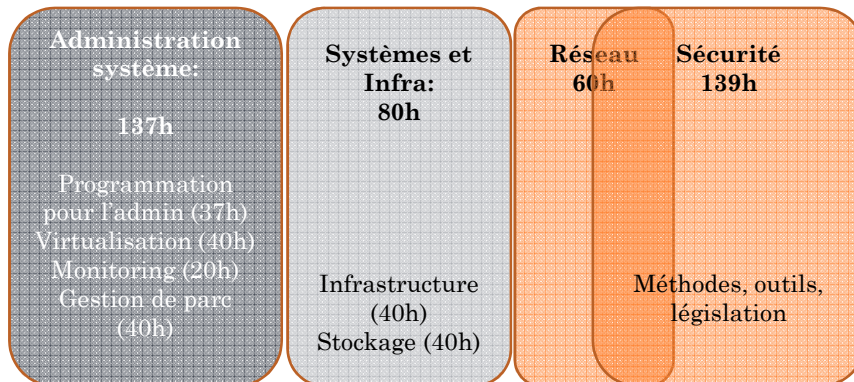 Administration
système:
137h
Programmation
pour l'admin (37h)
Virtualisation (40h)
Monitoring (20h)
Gestion de parc
(40h)
Systèmes et
Infra:
80h
Infrastructure
(40h)
Stockage (40h)
Réseau
60h
Sécurité
139h
Méthodes, outils,
législation